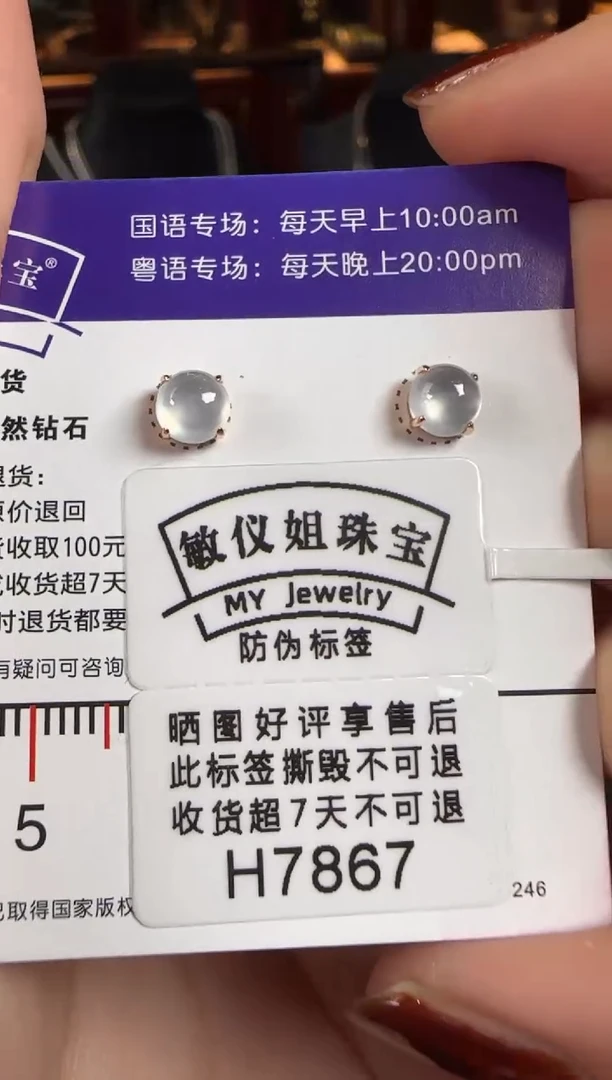 国语专场：每天早上10:00am
粤语专场：每天晚上20:00pm
宝®
货
然钻石
退货：
原价退回
收取100元
收货超7天
时退货都要
有疑问可咨询
敏仪姐珠宝
MY Jewelry
防伪标签
晒图好评享售后
此标签撕毁不可退
收货超7天不可退
H7867
5
已取得国家版权
246